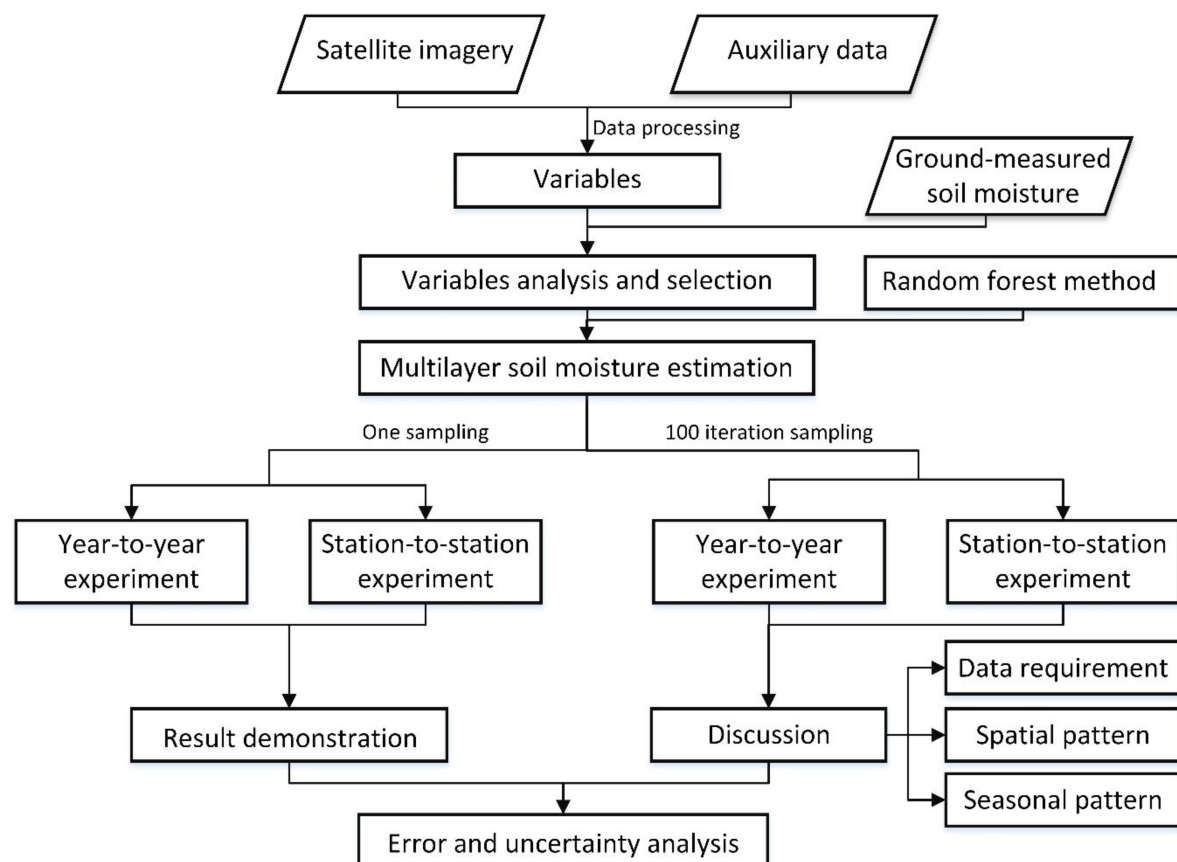 Satellite imagery
Auxiliary data
Data processing
Variables
Ground-measured
soil moisture
Variables analysis and selection
Random forest method
Multilayer soil moisture estimation
One sampling
100 iteration sampling
Year-to-year
experiment
Station-to-station
experiment
Year-to-year
experiment
Station-to-station
experiment
Data requirement
Result demonstration
Discussion
Spatial pattern
Seasonal pattern
Error and uncertainty analysis